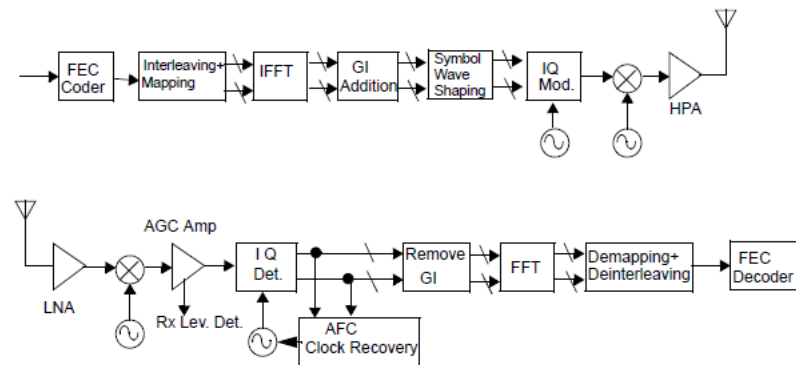 FEC
Coder
Interleaving+
Mapping
IFFT
GI
Addition
Symbol
Wave
Shaping
IQ
Mod.
HPA
LNA
AGC Amp
Rx Lev. Det.
I Q
Det.
AFC
Clock Recovery
Remove
GI
FFT
Demapping+
Deinterleaving
FEC
Decoder